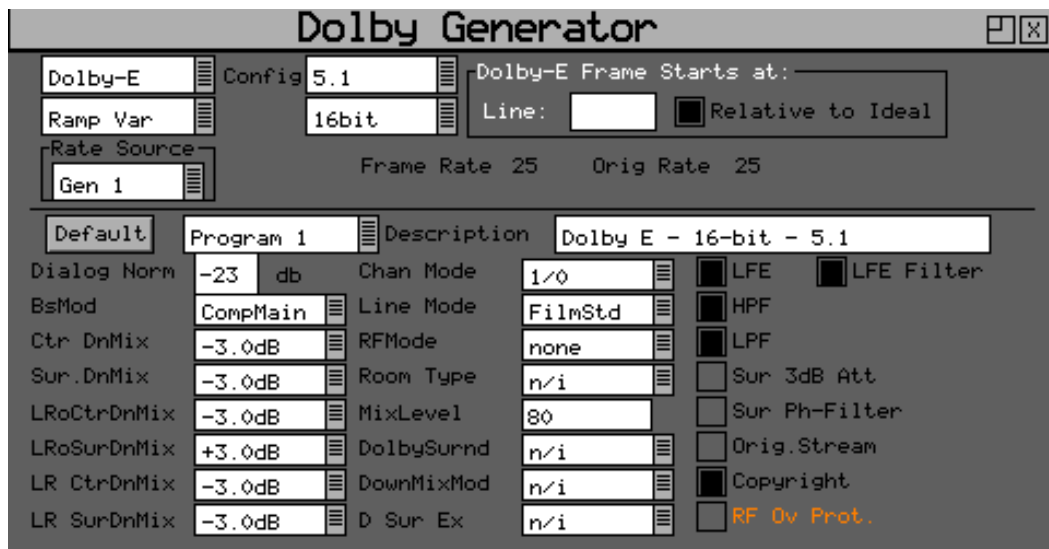 Dolby Generator
Dolby-E Config 5.1 Dolby-E Frame Starts at:
Ramp Var 16bit Line: Relative to Ideal
Rate Source
Gen 1 Frame Rate 25 Orig Rate 25
Default Program 1 Description Dolby E - 16-bit - 5.1
Dialog Norm -23 db Chan Mode 1/0 LFE LFE Filter
BsMod CompMain Line Mode FilmStd HPF
Ctr DnMix -3.0dB RFMode none LPF
Sur.DnMix -3.0dB Room Type n/i Sur 3dB Att
LRoCtrDnMix -3.0dB MixLevel 80 Sur Ph-Filter
LRoSurDnMix +3.0dB DolbySurnd n/i Orig.Stream
LR CtrDnMix -3.0dB DownMixMod n/i Copyright
LR SurDnMix -3.0dB D Sur Ex n/i RF Ov Prot.